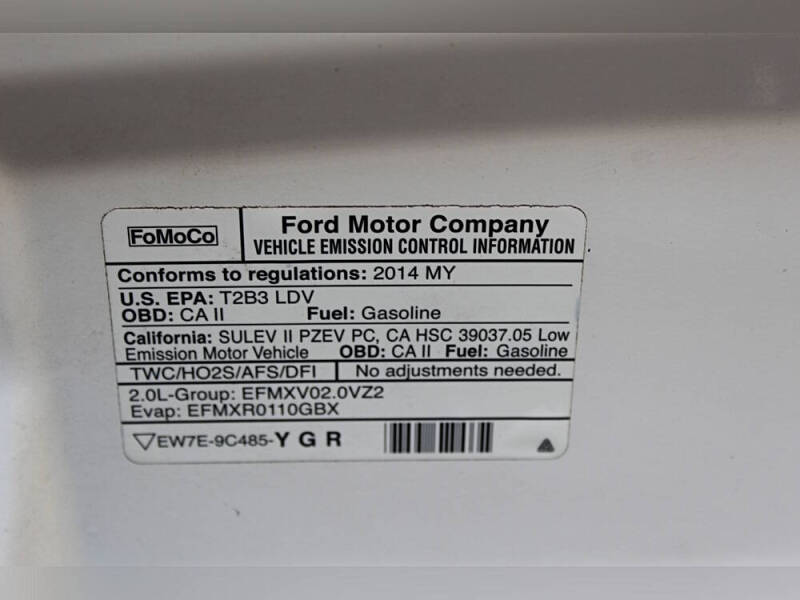 FoMoCo
Ford Motor Company
VEHICLE EMISSION CONTROL INFORMATION
Conforms to regulations: 2014 MY
U.S. EPA: T2B3 LDV
OBD: CA II Fuel: Gasoline
California: SULEV II PZEV PC, CA HSC 39037.05 Low
Emission Motor Vehicle OBD: CA II Fuel: Gasoline
TWC/HO2S/AFS/DFI No adjustments needed.
2.0L-Group: EFMXV02.0VZ2
Evap: EFMXR0110GBX
EW7E-9C485-Y G R